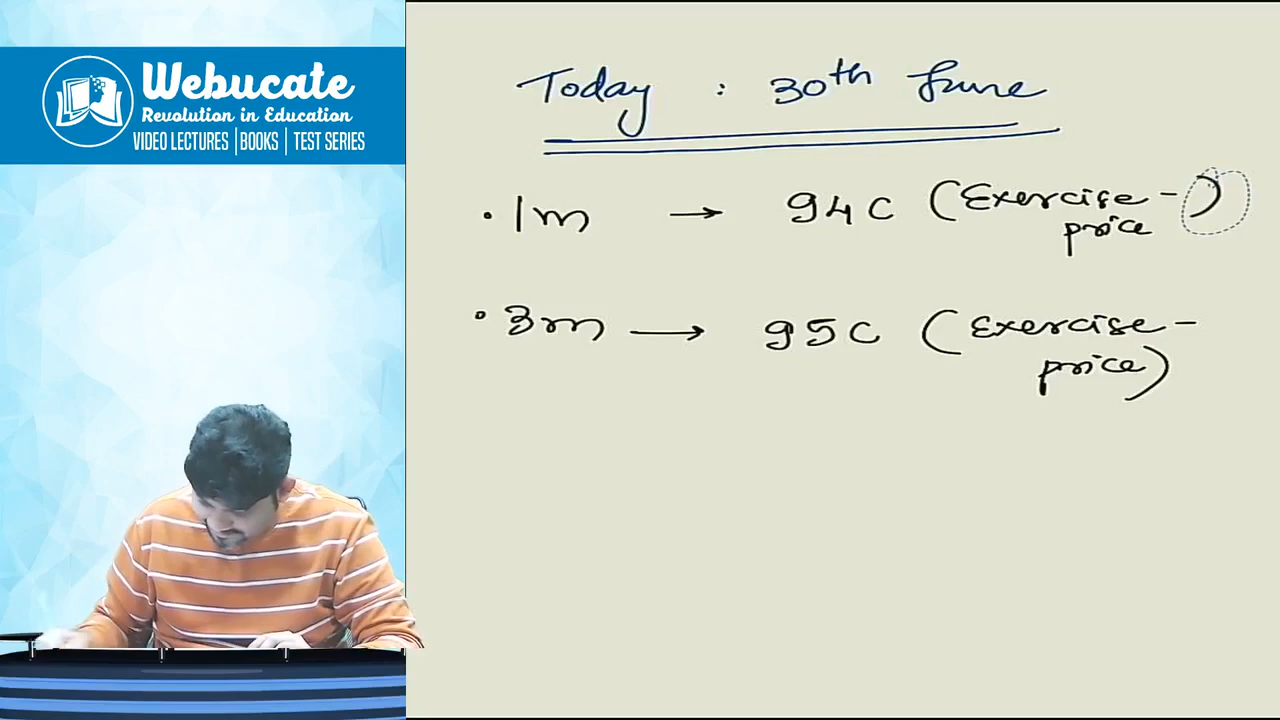 Webucate
Revolution in Education
VIDEO LECTURES | BOOKS | TEST SERIES
Today : 30th June
• 1m → 94C (Exercise-
price )
• 3m → 95C (Exercise-
price)